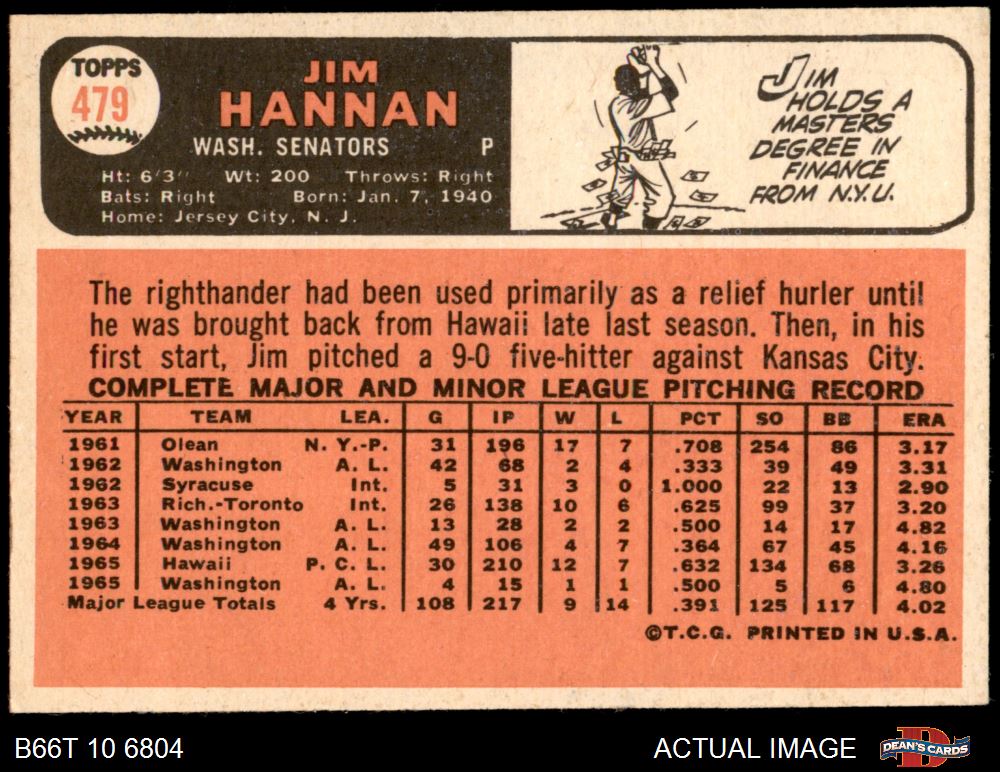 TOPPS
479
JIM
HANNAN
WASH. SENATORS P
Ht: 6'3" Wt: 200 Throws: Right
Bats: Right Born: Jan. 7, 1940
Home: Jersey City, N. J.
JIM
HOLDS A
MASTERS
DEGREE IN
FINANCE
FROM N.Y.U.
The righthander had been used primarily as a relief hurler until
he was brought back from Hawaii late last season. Then, in his
first start, Jim pitched a 9-0 five-hitter against Kansas City.
COMPLETE MAJOR AND MINOR LEAGUE PITCHING RECORD
YEAR TEAM LEA. G IP W L PCT SO BB ERA
1961 Olean N. Y.-P. 31 196 17 7 .708 254 86 3.17
1962 Washington A. L. 42 68 2 4 .333 39 49 3.31
1962 Syracuse Int. 5 31 3 0 1.000 22 13 2.90
1963 Rich.-Toronto Int. 26 138 10 6 .625 99 37 3.20
1963 Washington A. L. 13 28 2 2 .500 14 17 4.82
1964 Washington A. L. 49 106 4 7 .364 67 45 4.16
1965 Hawaii P. C. L. 30 210 12 7 .632 134 68 3.26
1965 Washington A. L. 4 15 1 1 .500 5 6 4.80
Major League Totals 4 Yrs. 108 217 9 14 .391 125 117 4.02
©T.C.G. PRINTED IN U.S.A.
B66T 10 6804 ACTUAL IMAGE DEAN'S CARDS